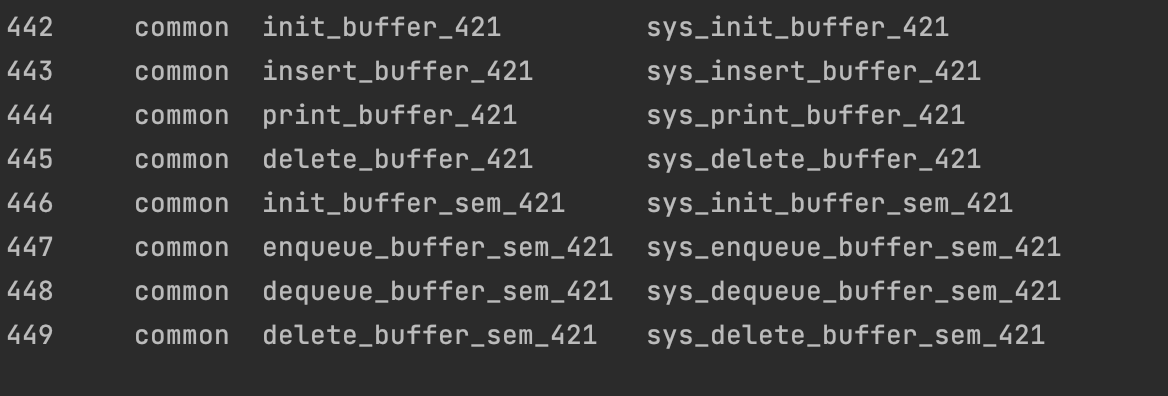 442 common init_buffer_421 sys_init_buffer_421
443 common insert_buffer_421 sys_insert_buffer_421
444 common print_buffer_421 sys_print_buffer_421
445 common delete_buffer_421 sys_delete_buffer_421
446 common init_buffer_sem_421 sys_init_buffer_sem_421
447 common enqueue_buffer_sem_421 sys_enqueue_buffer_sem_421
448 common dequeue_buffer_sem_421 sys_dequeue_buffer_sem_421
449 common delete_buffer_sem_421 sys_delete_buffer_sem_421